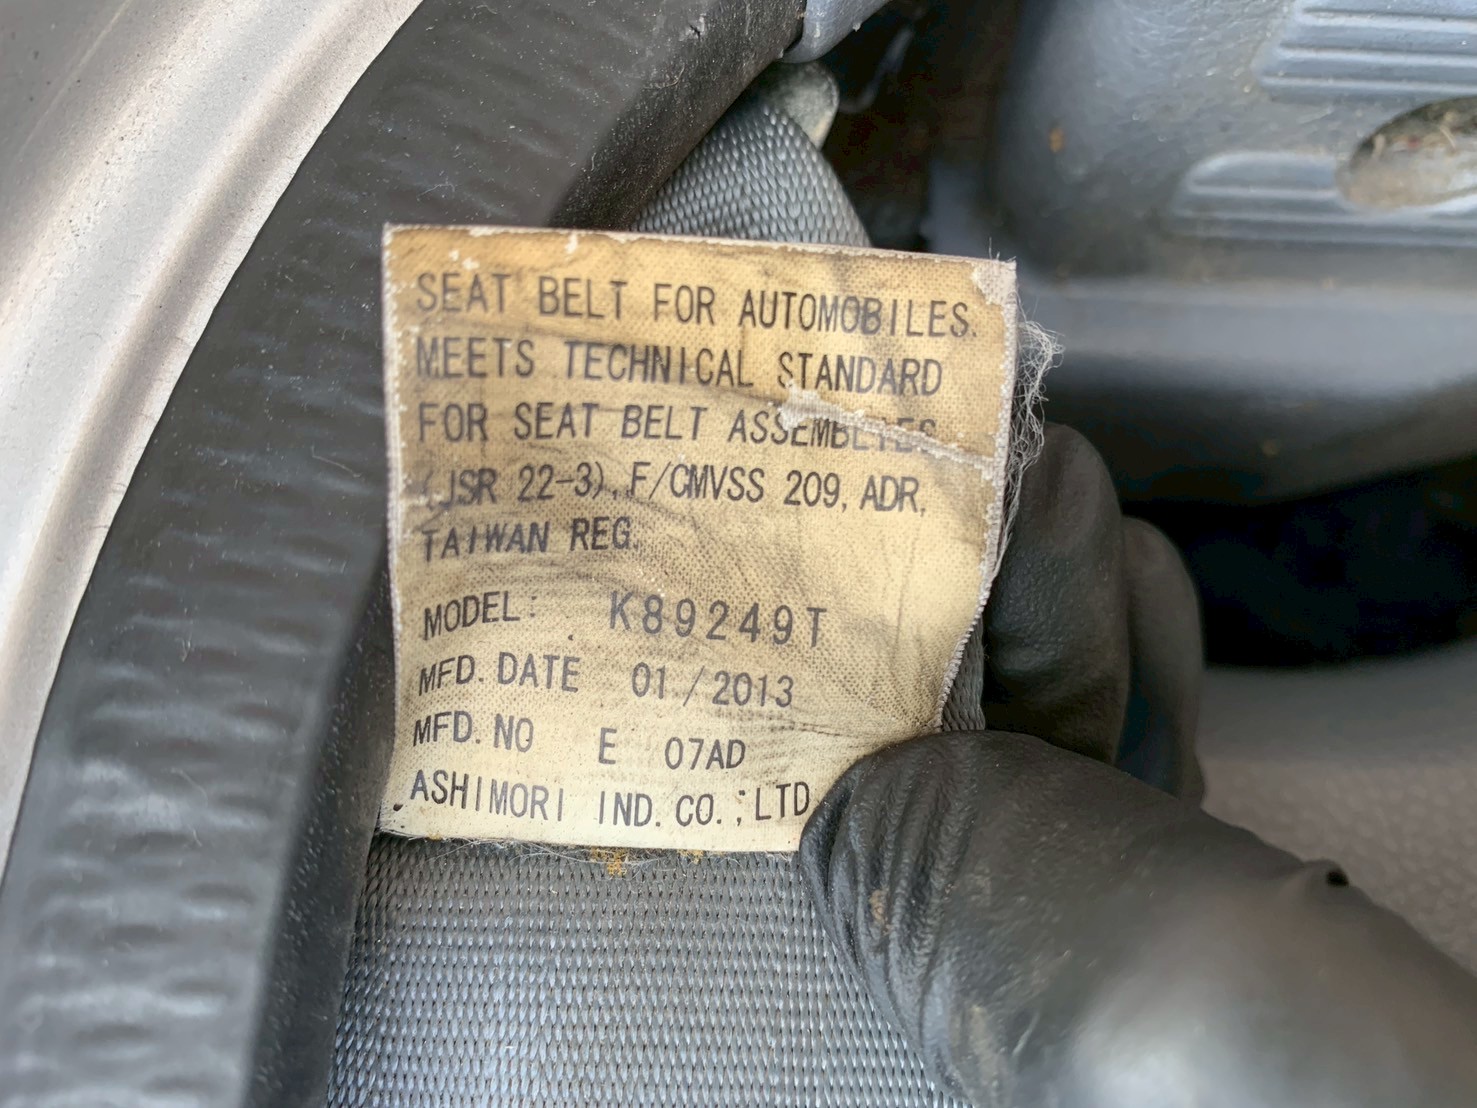 SEAT BELT FOR AUTOMOBILES.
MEETS TECHNICAL STANDARD
FOR SEAT BELT ASSEMBLIES
(JSR 22-3), F/CMVSS 209, ADR,
TAIWAN REG.
MODEL: K89249T
MFD. DATE 01/2013
MFD. NO E 07AD
ASHIMORI IND. CO.;LTD